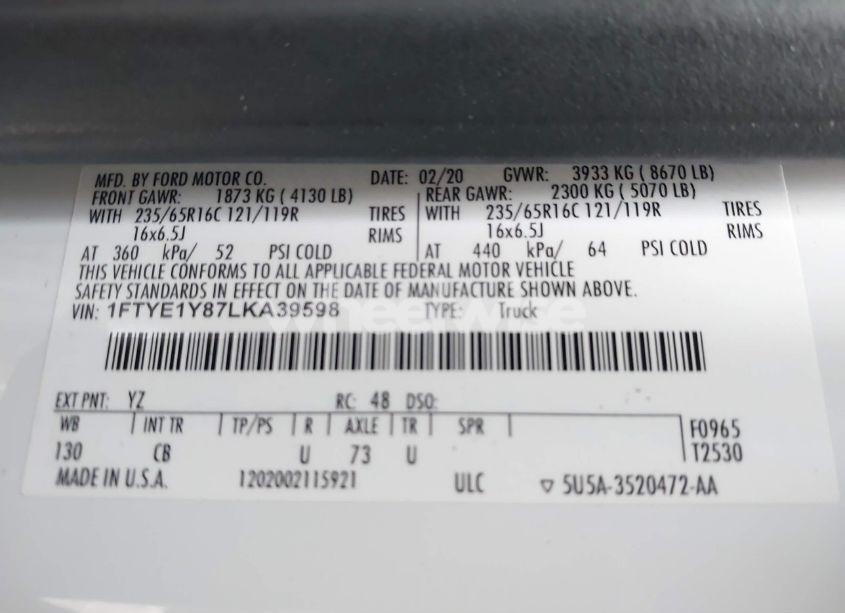 MFD. BY FORD MOTOR CO. DATE: 02/20 GVWR: 3933 KG ( 8670 LB)
FRONT GAWR: 1873 KG ( 4130 LB) REAR GAWR: 2300 KG ( 5070 LB)
WITH 235/65R16C 121/119R TIRES WITH 235/65R16C 121/119R TIRES
16x6.5J RIMS 16x6.5J RIMS
AT 360 kPa/ 52 PSI COLD AT 440 kPa/ 64 PSI COLD
THIS VEHICLE CONFORMS TO ALL APPLICABLE FEDERAL MOTOR VEHICLE
SAFETY STANDARDS IN EFFECT ON THE DATE OF MANUFACTURE SHOWN ABOVE.
VIN: 1FTYE1Y87LKA39598 TYPE: Truck
wheelwise
EXT PNT: YZ RC: 48 DSO:
WB INT TR TP/PS R AXLE TR SPR F0965
130 CB U 73 U T2530
MADE IN U.S.A. 1202002115921 ULC ▽ 5U5A-3520472-AA